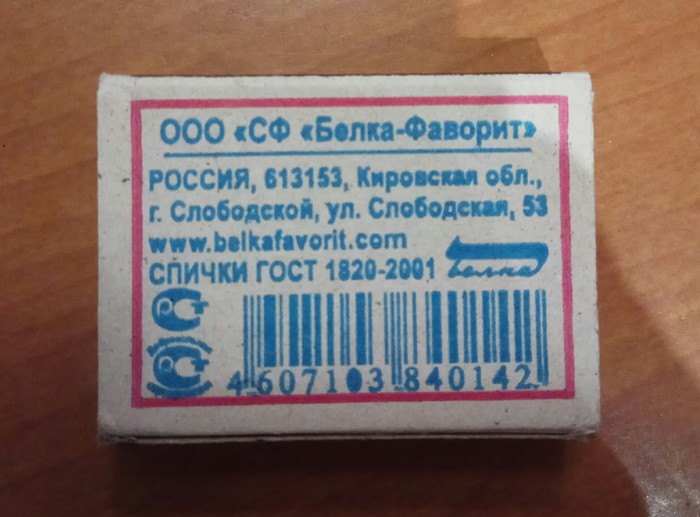 ООО «СФ «Белка-Фаворит»
РОССИЯ, 613153, Кировская обл.,
г. Слободской, ул. Слободская, 53
www.belkafavorit.com
СПИЧКИ ГОСТ 1820-2001 Белка
4 607103 840142